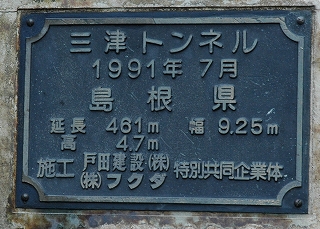 三津トンネル
1991年 7月
島根県
延長 461m 幅 9.25m
高 4.7m
施工 戸田建設(株) 特別共同企業体
(株)フクダ